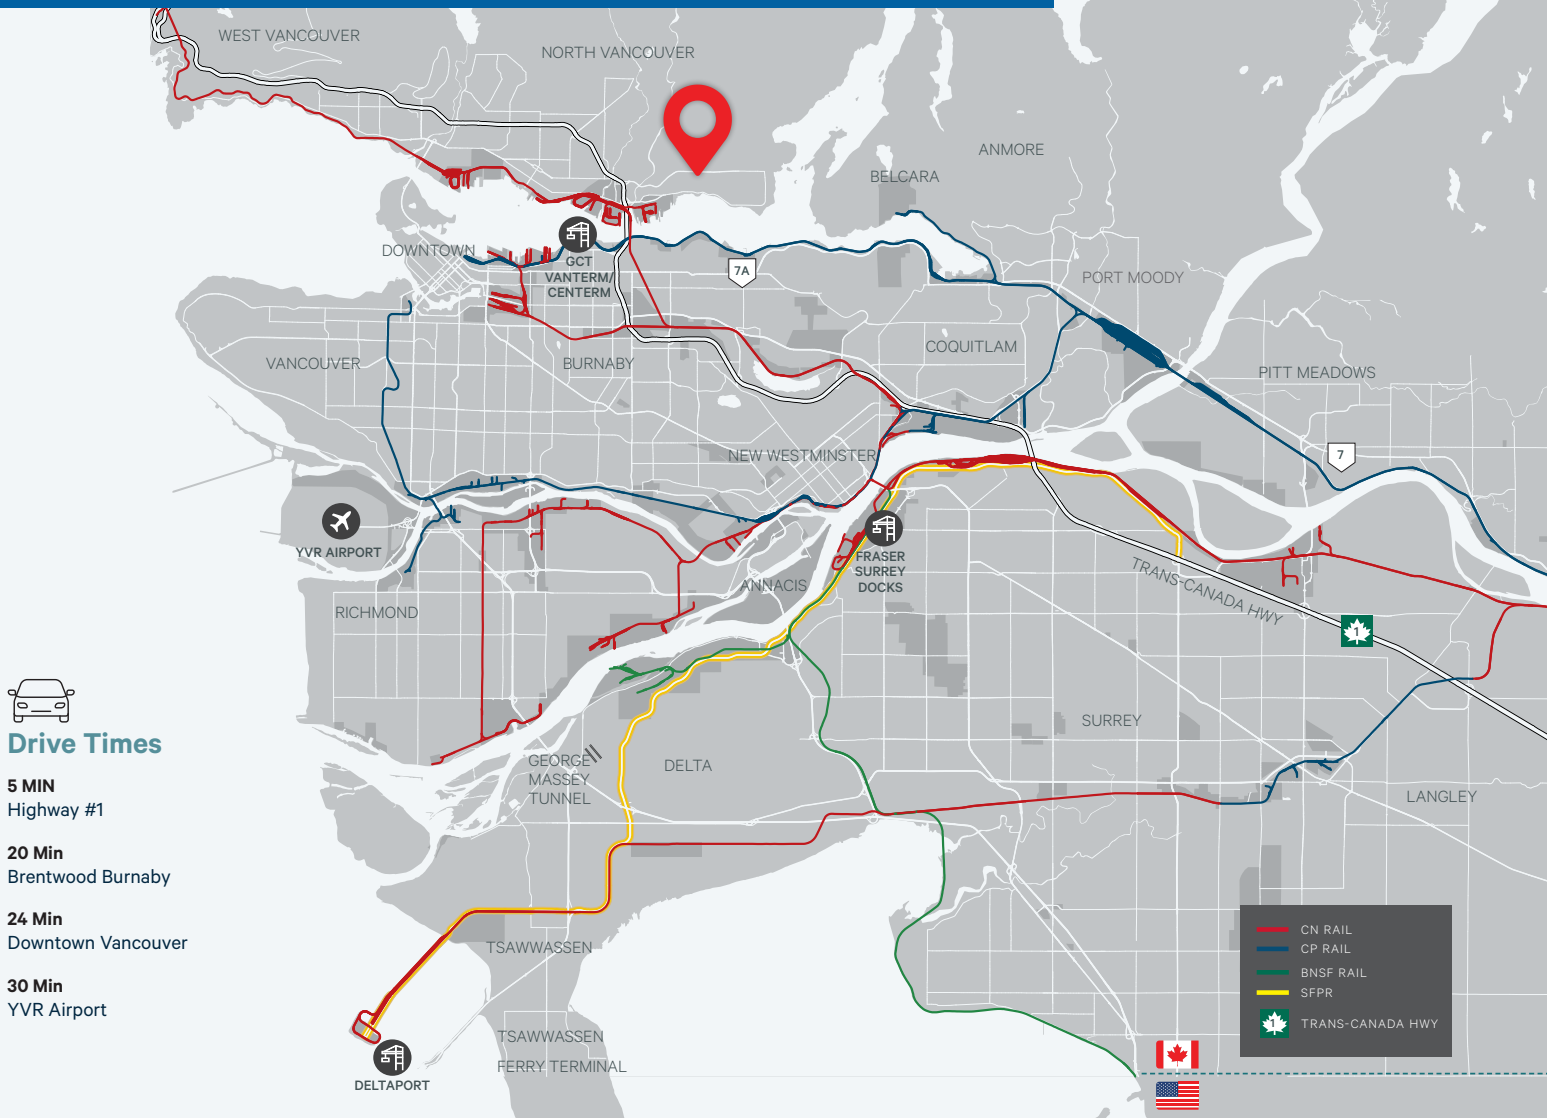 WEST VANCOUVER
NORTH VANCOUVER
ANMORE
BELCARA
DOWNTOWN
GCT
VANTERM/
CENTERM
7A
PORT MOODY
COQUITLAM
VANCOUVER
BURNABY
PITT MEADOWS
NEW WESTMINSTER
7
YVR AIRPORT
FRASER
SURREY
DOCKS
ANNACIS
TRANS-CANADA HWY
RICHMOND
1
SURREY
GEORGE
MASSEY
TUNNEL
DELTA
LANGLEY
Drive Times
5 MIN
Highway #1
20 Min
Brentwood Burnaby
24 Min
Downtown Vancouver
30 Min
YVR Airport
TSAWWASSEN
TSAWWASSEN
FERRY TERMINAL
DELTAPORT
CN RAIL
CP RAIL
BNSF RAIL
SFPR
1
TRANS-CANADA HWY